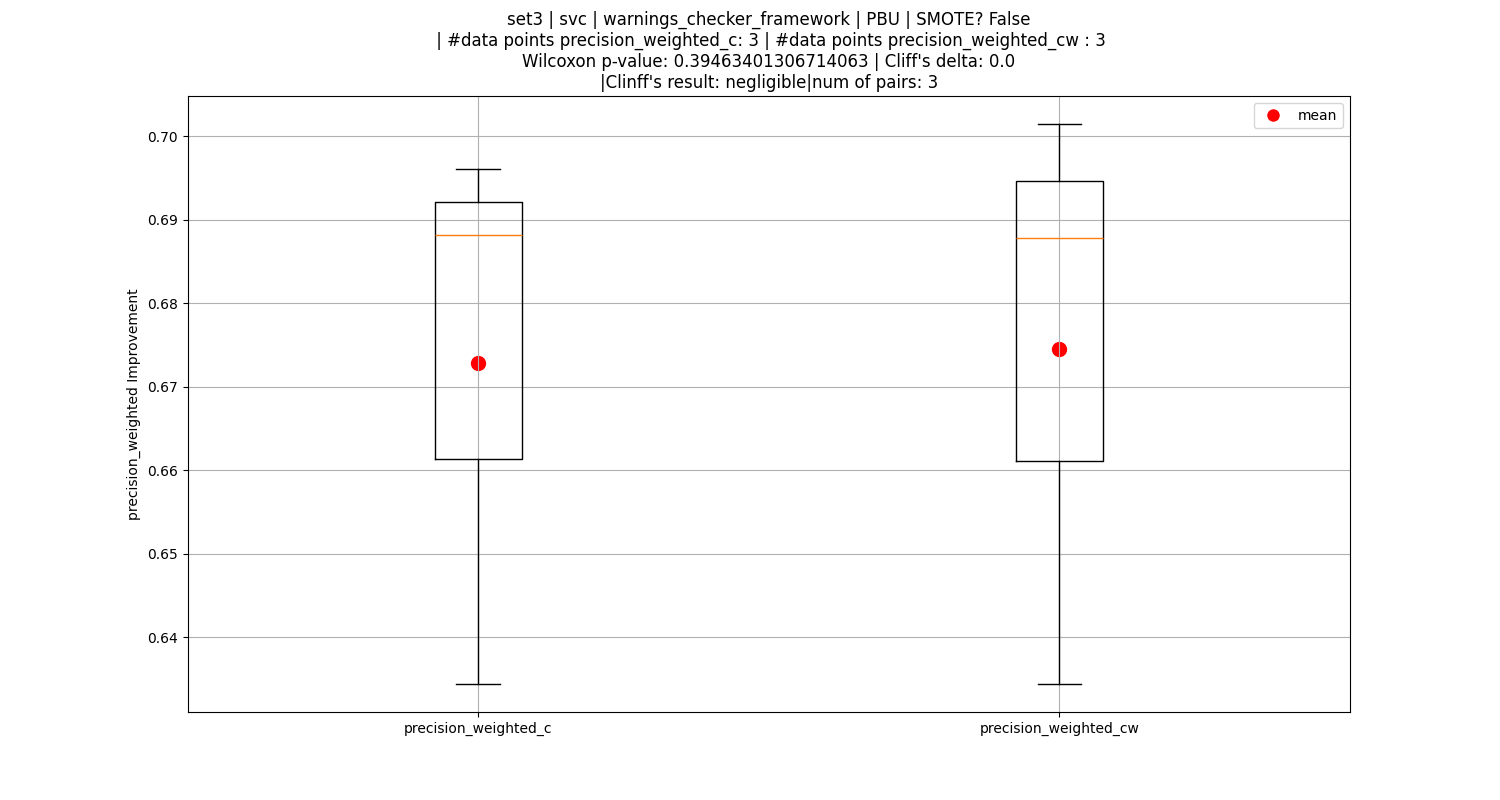 set3 | svc | warnings_checker_framework | PBU | SMOTE? False
| #data points precision_weighted_c: 3 | #data points precision_weighted_cw : 3
Wilcoxon p-value: 0.39463401306714063 | Cliff's delta: 0.0
|Clinff's result: negligible|num of pairs: 3
mean
0.70
0.69
0.68
0.67
0.66
0.65
0.64
precision_weighted Improvement
precision_weighted_c
precision_weighted_cw